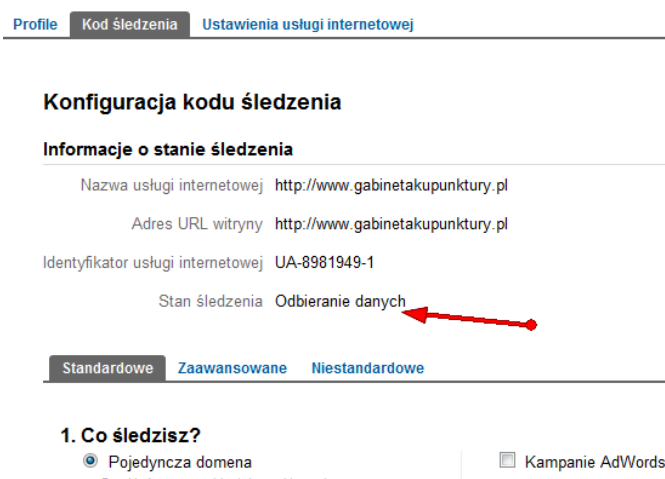 Profile Kod śledzenia Ustawienia usługi internetowej
Konfiguracja kodu śledzenia
Informacje o stanie śledzenia
Nazwa usługi internetowej http://www.gabinetakupunktury.pl
Adres URL witryny http://www.gabinetakupunktury.pl
Identyfikator usługi internetowej UA-8981949-1
Stan śledzenia Odbieranie danych
Standardowe Zaawansowane Niestandardowe
1. Co śledzisz?
Pojedyncza domena Kampanie AdWords